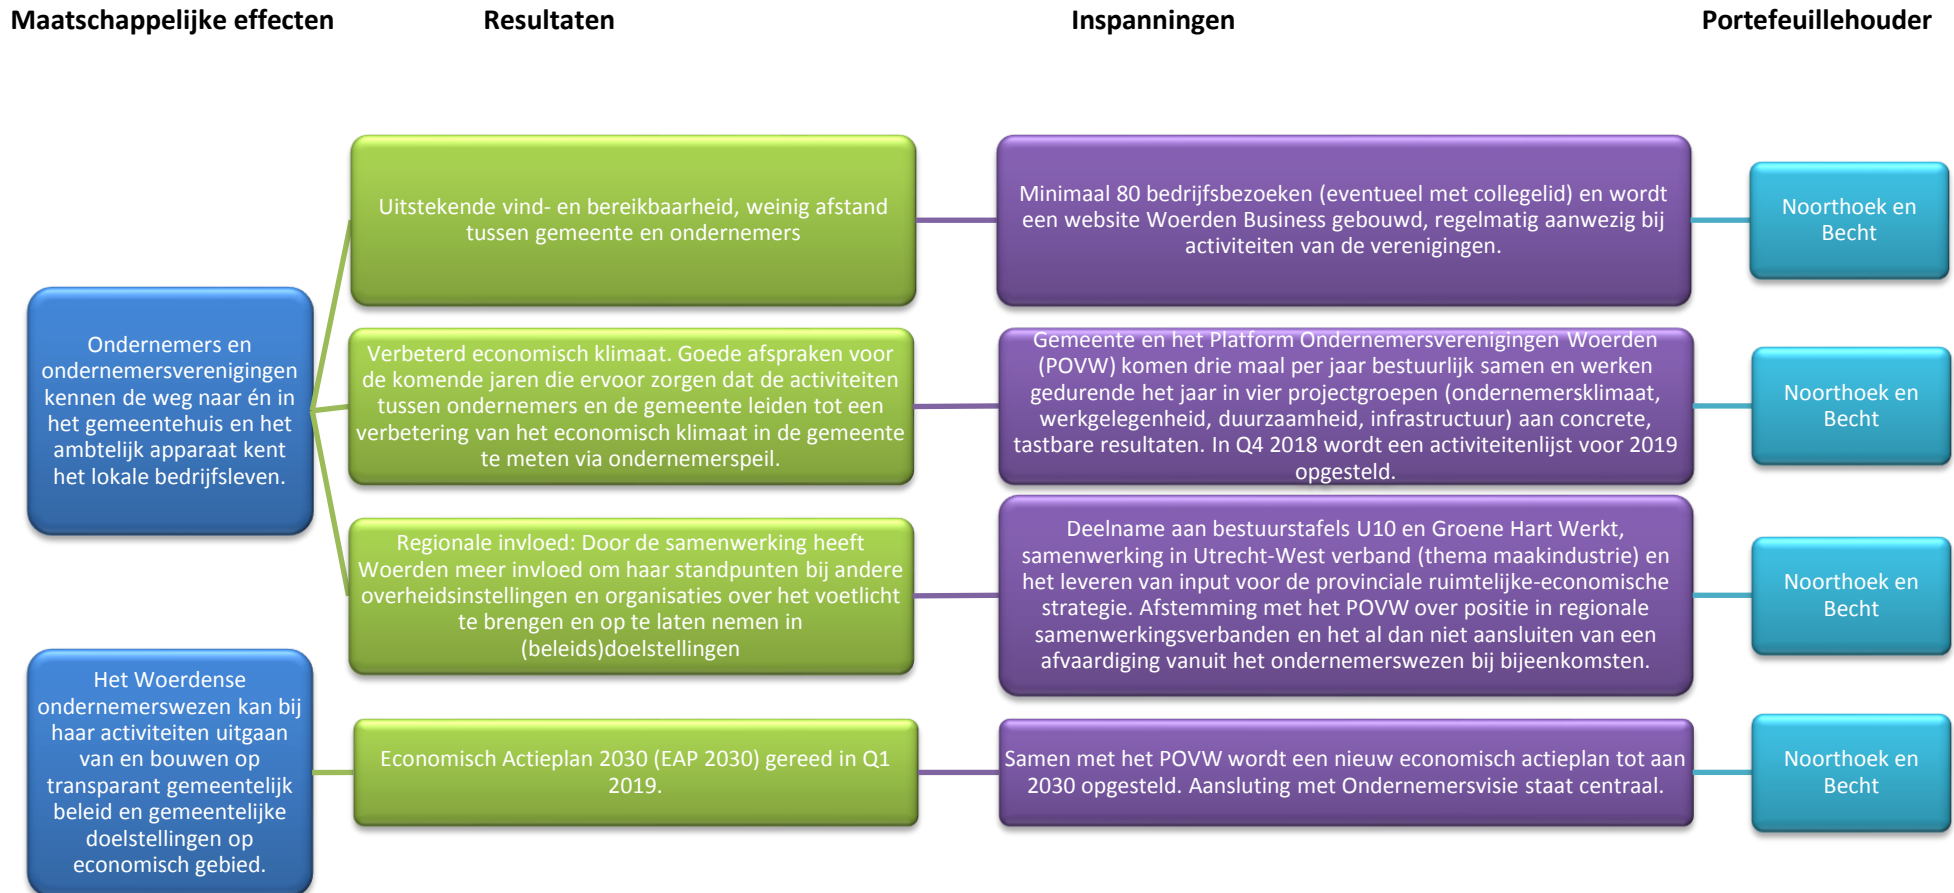 Maatschappelijke effecten
Resultaten
Inspanningen
Portefeuillehouder
Ondernemers en
ondernemersverenigingen
kennen de weg naar én in
het gemeentehuis en het
ambtelijk apparaat kent
het lokale bedrijfsleven.
Uitstekende vind- en bereikbaarheid, weinig afstand
tussen gemeente en ondernemers
Minimaal 80 bedrijfsbezoeken (eventueel met collegelid) en wordt
een website Woerden Business gebouwd, regelmatig aanwezig bij
activiteiten van de verenigingen.
Noorthoek en
Becht
Verbeterd economisch klimaat. Goede afspraken voor
de komende jaren die ervoor zorgen dat de activiteiten
tussen ondernemers en de gemeente leiden tot een
verbetering van het economisch klimaat in de gemeente
te meten via ondernemerspeil.
Gemeente en het Platform Ondernemersverenigingen Woerden
(POVW) komen drie maal per jaar bestuurlijk samen en werken
gedurende het jaar in vier projectgroepen (ondernemersklimaat,
werkgelegenheid, duurzaamheid, infrastructuur) aan concrete,
tastbare resultaten. In Q4 2018 wordt een activiteitenlijst voor 2019
opgesteld.
Noorthoek en
Becht
Regionale invloed: Door de samenwerking heeft
Woerden meer invloed om haar standpunten bij andere
overheidsinstellingen en organisaties over het voetlicht
te brengen en op te laten nemen in
(beleids)doelstellingen
Deelname aan bestuurstafels U10 en Groene Hart Werkt,
samenwerking in Utrecht-West verband (thema maakindustrie) en
het leveren van input voor de provinciale ruimtelijke-economische
strategie. Afstemming met het POVW over positie in regionale
samenwerkingsverbanden en het al dan niet aansluiten van een
afvaardiging vanuit het ondernemerswezen bij bijeenkomsten.
Noorthoek en
Becht
Het Woerdense
ondernemerswezen kan bij
haar activiteiten uitgaan
van en bouwen op
transparant gemeentelijk
beleid en gemeentelijke
doelstellingen op
economisch gebied.
Economisch Actieplan 2030 (EAP 2030) gereed in Q1
2019.
Samen met het POVW wordt een nieuw economisch actieplan tot aan
2030 opgesteld. Aansluting met Ondernemersvisie staat centraal.
Noorthoek en
Becht